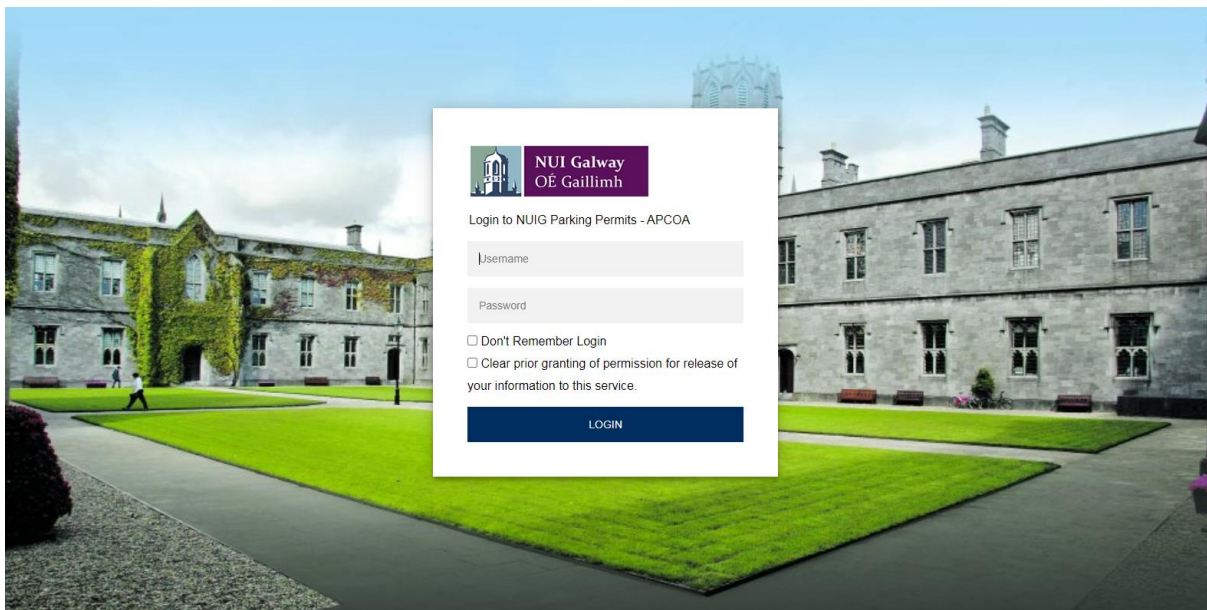 NUI Galway
OÉ Gaillimh
Login to NUIG Parking Permits - APCOA
Username
Password
Don't Remember Login
Clear prior granting of permission for release of
your information to this service.
LOGIN